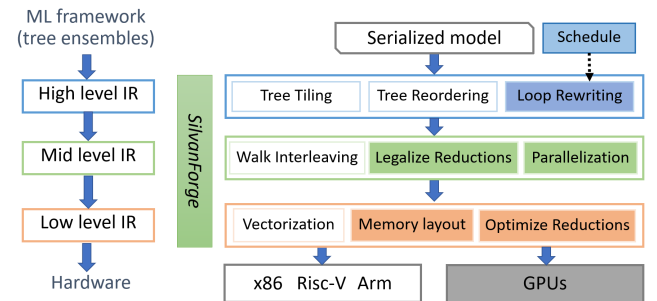 ML framework
(tree ensembles)
High level IR
Mid level IR
Low level IR
Hardware
SilvanForge
Serialized model
Schedule
Tree Tiling
Tree Reordering
Loop Rewriting
Walk Interleaving
Legalize Reductions
Parallelization
Vectorization
Memory layout
Optimize Reductions
x86 Risc-V Arm
GPUs